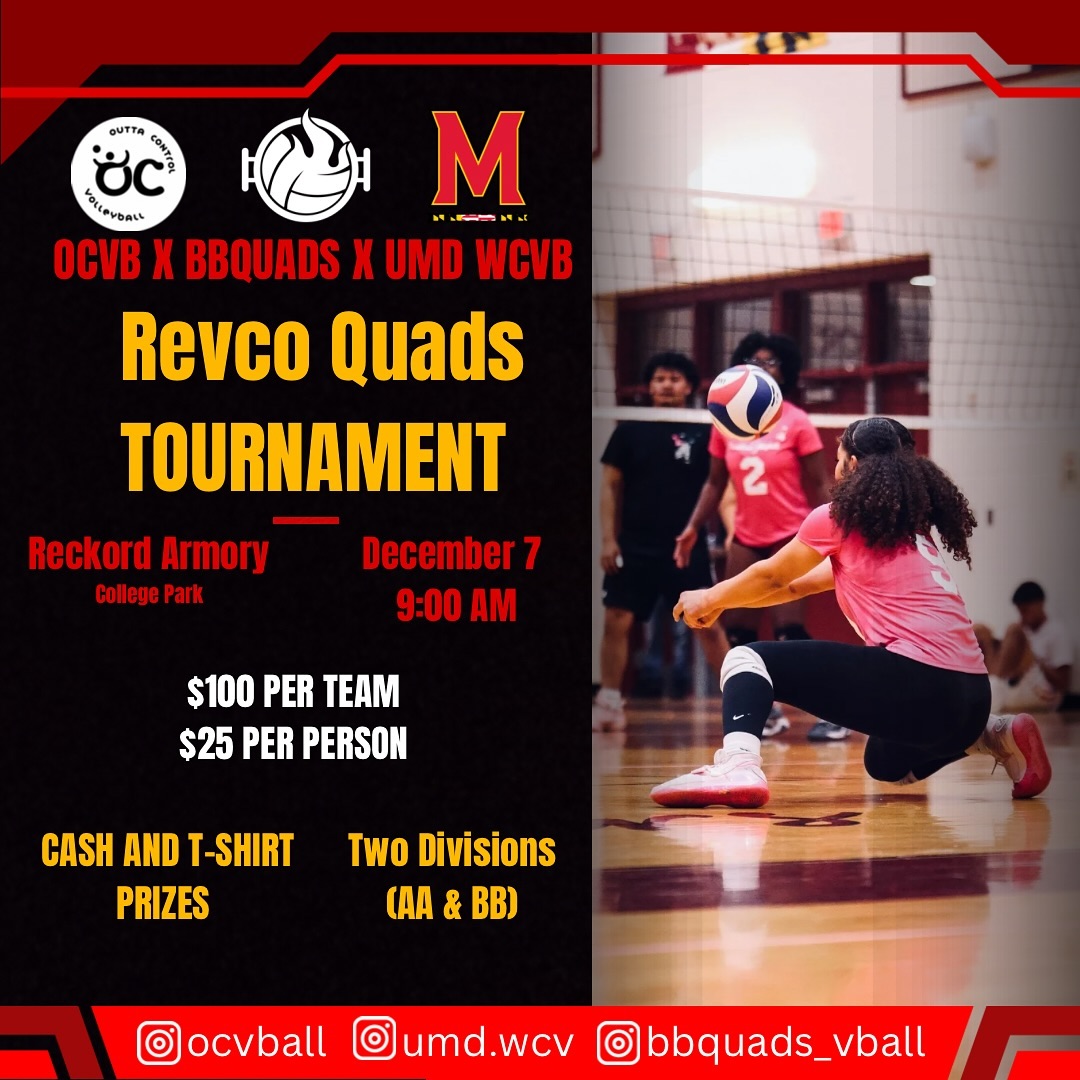 OUTTA CONTROL
OC
VOLLEYBALL
M
OCVB X BBQUADS X UMD WCVB
Revco Quads
TOURNAMENT
Reckord Armory
College Park
December 7
9:00 AM
$100 PER TEAM
$25 PER PERSON
CASH AND T-SHIRT
PRIZES
Two Divisions
(AA & BB)
2
ocvball
umd.wcv
bbquads_vball